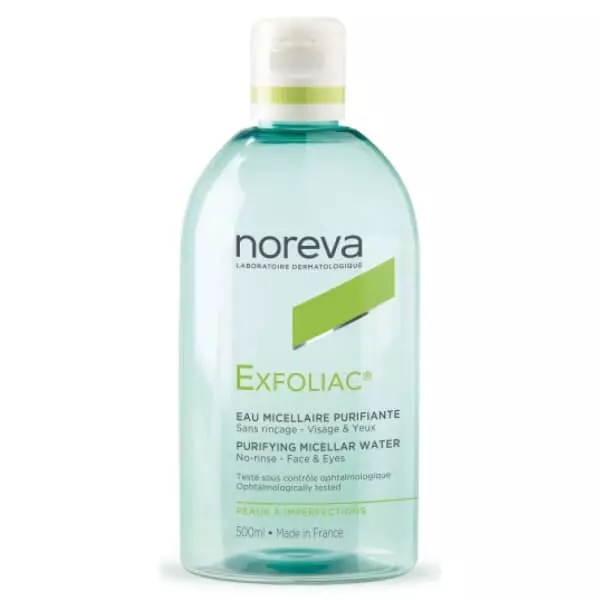 noreva
LABORATOIRE DERMATOLOGIQUE
EXFOLIAC®
EAU MICELLAIRE PURIFIANTE
Sans rinçage - Visage & Yeux
PURIFYING MICELLAR WATER
No-rinse - Face & Eyes
Testé sous contrôle ophtalmologique
Ophtalmologically tested
PEAUX À IMPERFECTIONS
500ml • Made in France